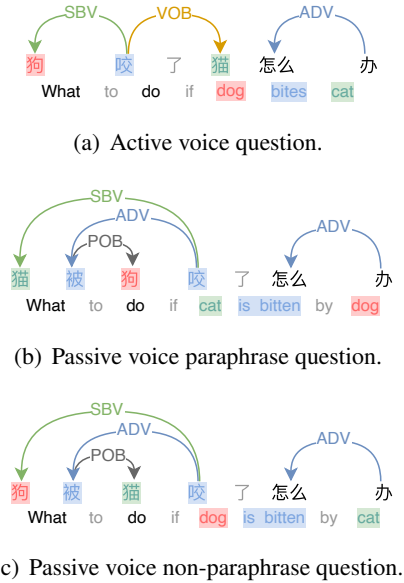 SBV VOB ADV
狗 咬 了 猫 怎么 办
What to do if dog bites cat
(a) Active voice question.
SBV
ADV ADV
POB
猫 被 狗 咬 了 怎么 办
What to do if cat is bitten by dog
(b) Passive voice paraphrase question.
SBV
ADV ADV
POB
狗 被 猫 咬 了 怎么 办
What to do if dog is bitten by cat
c) Passive voice non-paraphrase question.